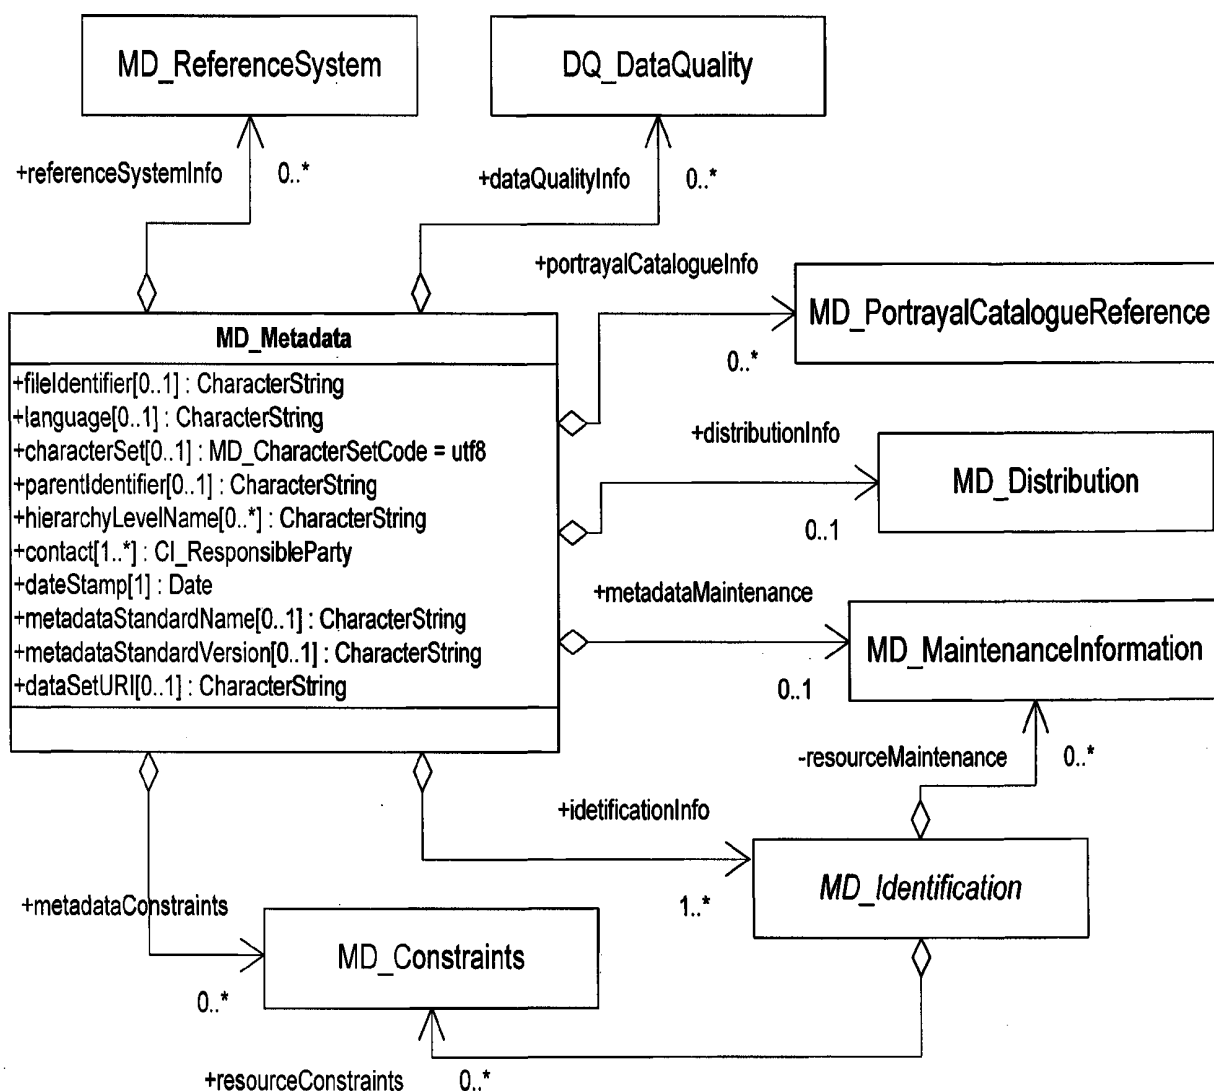 MD_ReferenceSystem
DQ_DataQuality
+referenceSystemInfo
0..*
+dataQualityInfo
0..*
+portrayalCatalogueInfo
MD_PortrayalCatalogueReference
0..*
MD_Metadata
+fileIdentifier[0..1] : CharacterString
+language[0..1] : CharacterString
+characterSet[0..1] : MD_CharacterSetCode = utf8
+parentIdentifier[0..1] : CharacterString
+hierarchyLevelName[0..*] : CharacterString
+contact[1..*] : CI_ResponsibleParty
+dateStamp[1] : Date
+metadataStandardName[0..1] : CharacterString
+metadataStandardVersion[0..1] : CharacterString
+dataSetURI[0..1] : CharacterString
+distributionInfo
MD_Distribution
0..1
+metadataMaintenance
MD_MaintenanceInformation
0..1
-resourceMaintenance
0..*
+idetificationInfo
MD_Identification
1..*
+metadataConstraints
MD_Constraints
0..*
+resourceConstraints
0..*